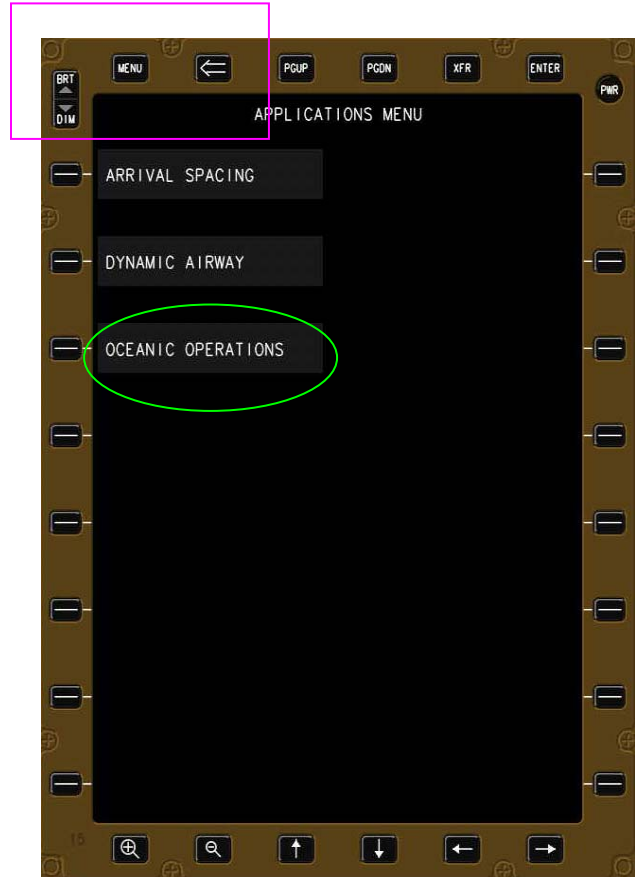 MENU PGUP PGDN XFR ENTER
BRT
PWR
DIM
APPLICATIONS MENU
ARRIVAL SPACING
DYNAMIC AIRWAY
OCEANIC OPERATIONS